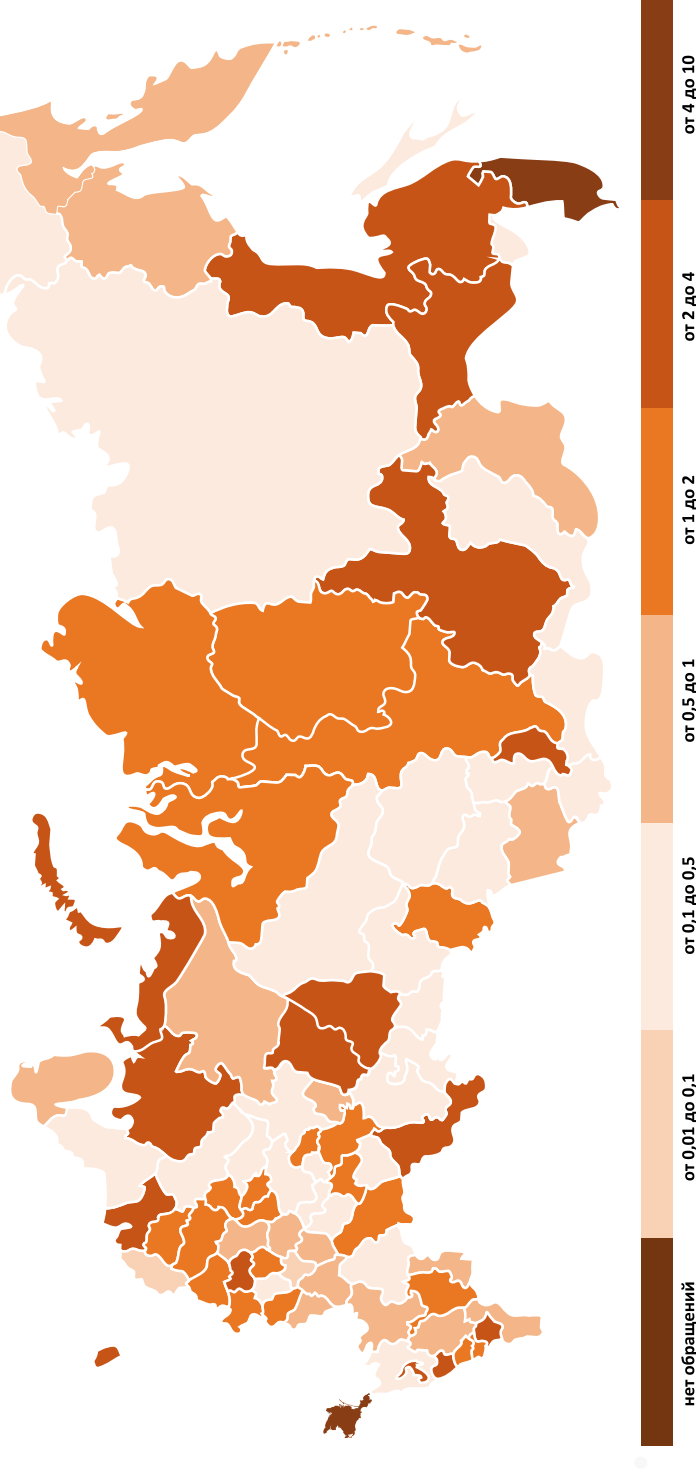 от 4 до 10
от 2 до 4
от 1 до 2
от 0,5 до 1
от 0,1 до 0,5
от 0,01 до 0,1
нет обращений